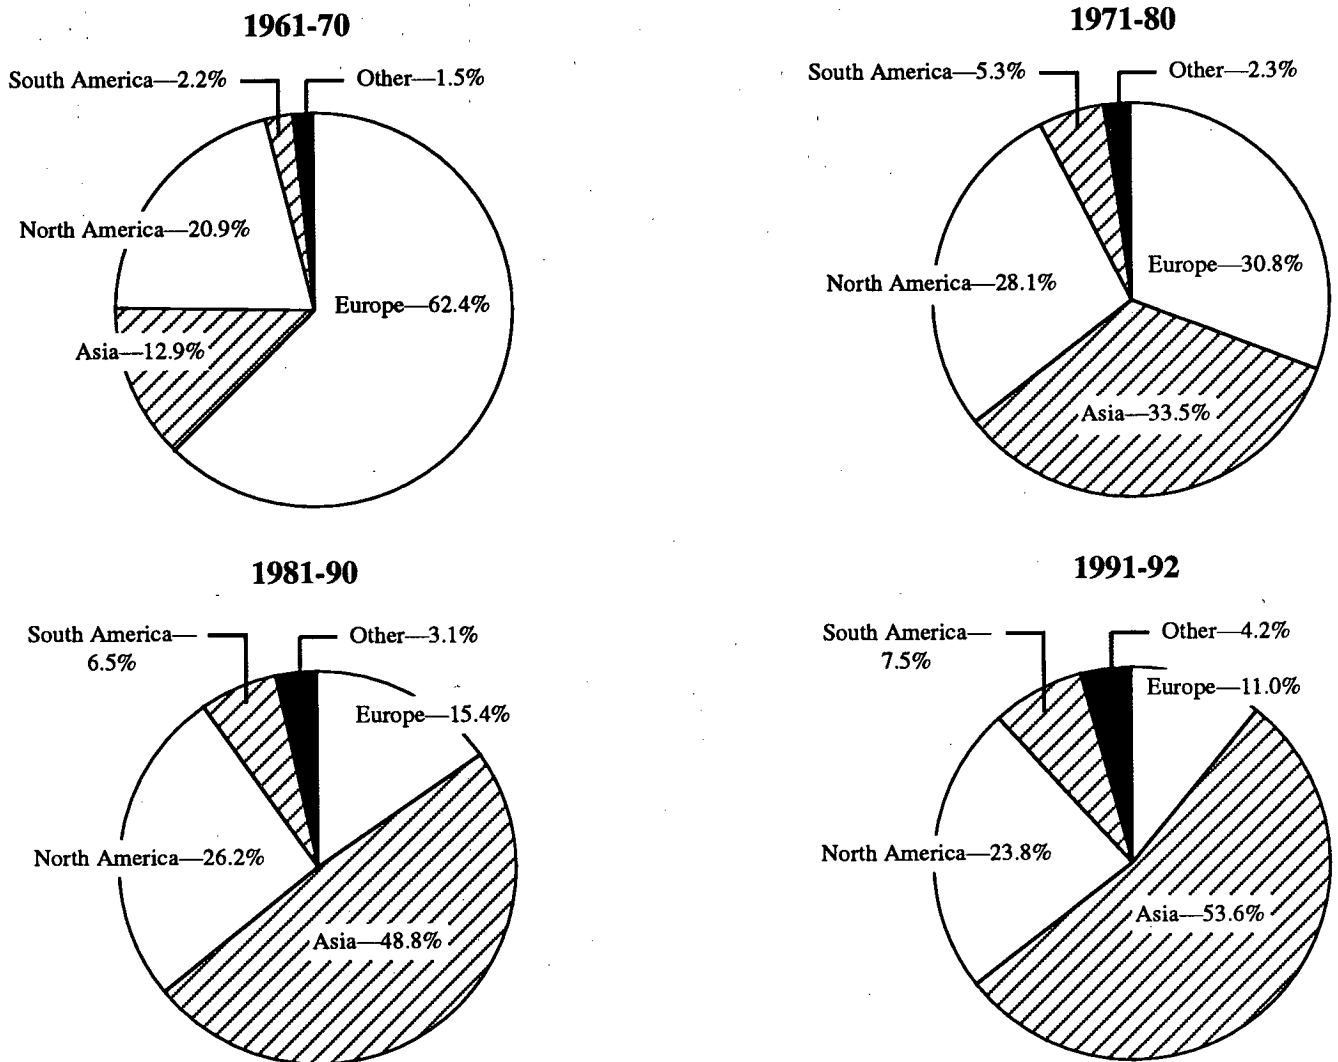 1961-70
South America—2.2%
Other—1.5%
North America—20.9%
Europe—62.4%
Asia—12.9%
1971-80
South America—5.3%
Other—2.3%
Europe—30.8%
North America—28.1%
Asia—33.5%
1981-90
South America—
6.5%
Other—3.1%
Europe—15.4%
North America—26.2%
Asia—48.8%
1991-92
South America—
7.5%
Other—4.2%
Europe—11.0%
North America—23.8%
Asia—53.6%